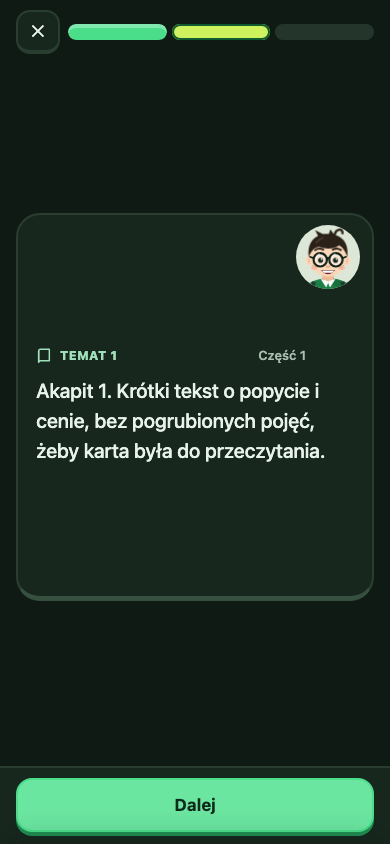 TEMAT 1 Część 1
Akapit 1. Krótki tekst o popycie i
cenie, bez pogrubionych pojęć,
żeby karta była do przeczytania.
Dalej